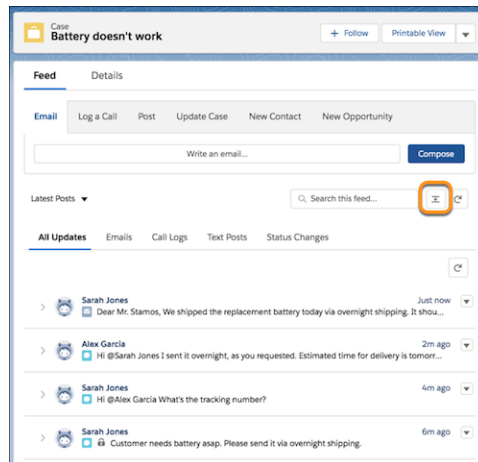 Case
Battery doesn't work
+ Follow
Printable View
Feed
Details
Email
Log a Call
Post
Update Case
New Contact
New Opportunity
Write an email...
Compose
Latest Posts
Search this feed...
All Updates
Emails
Call Logs
Text Posts
Status Changes
Sarah Jones
Just now
Dear Mr. Stamos, We shipped the replacement battery today via overnight shipping. It shou...
Alex Garcia
2m ago
Hi @Sarah Jones I sent it overnight, as you requested. Estimated time for delivery is tomorr...
Sarah Jones
4m ago
Hi @Alex Garcia What's the tracking number?
Sarah Jones
6m ago
Customer needs battery asap. Please send it via overnight shipping.